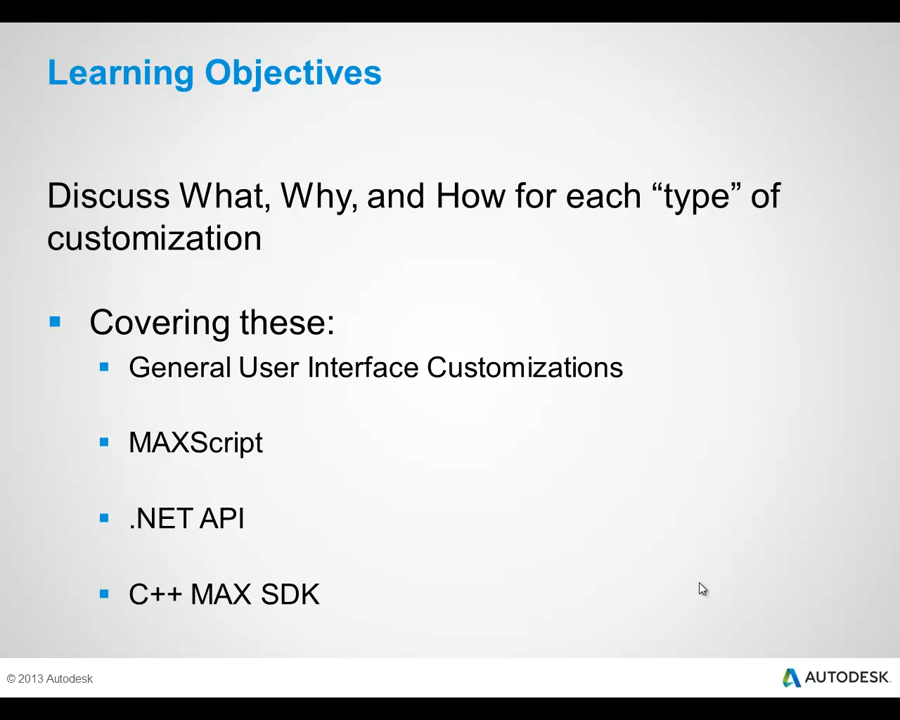 Learning Objectives
Discuss What, Why, and How for each “type” of
customization
Covering these:
General User Interface Customizations
MAXScript
.NET API
C++ MAX SDK
© 2013 Autodesk
AUTODESK.